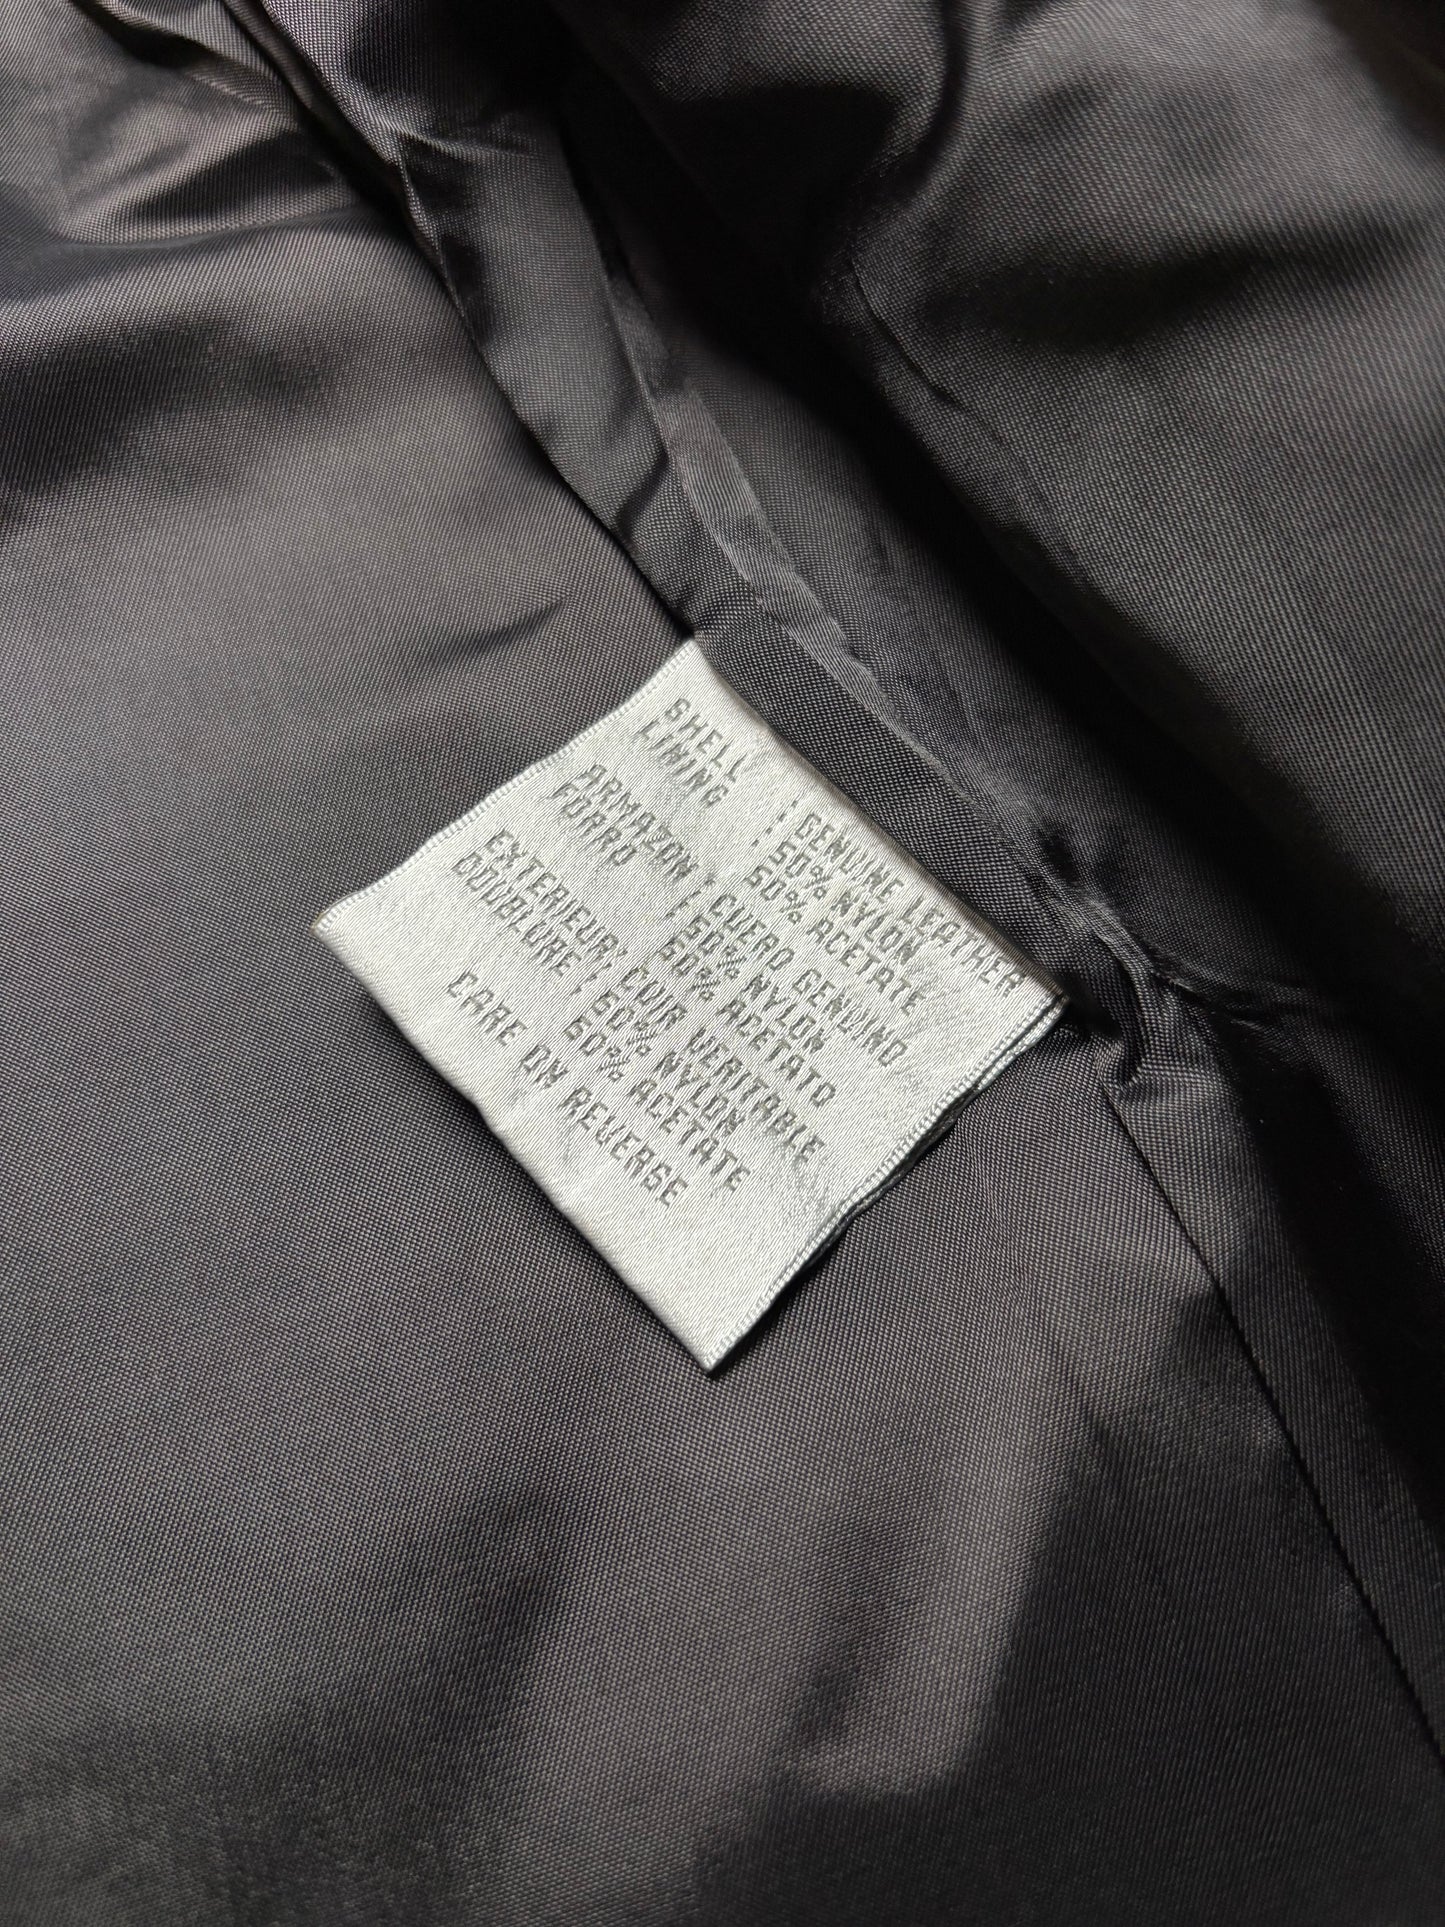 SHELL : GENUINE LEATHER
LINING : 50% NYLON
50% ACETATE
ARMAZON : CUERO GENUINO
FORRO : 50% NYLON
50% ACETATO
EXTERIEUR: CUIR VERITABLE
DOUBLURE: 50% NYLON
50% ACETATE
CARE ON REVERSE